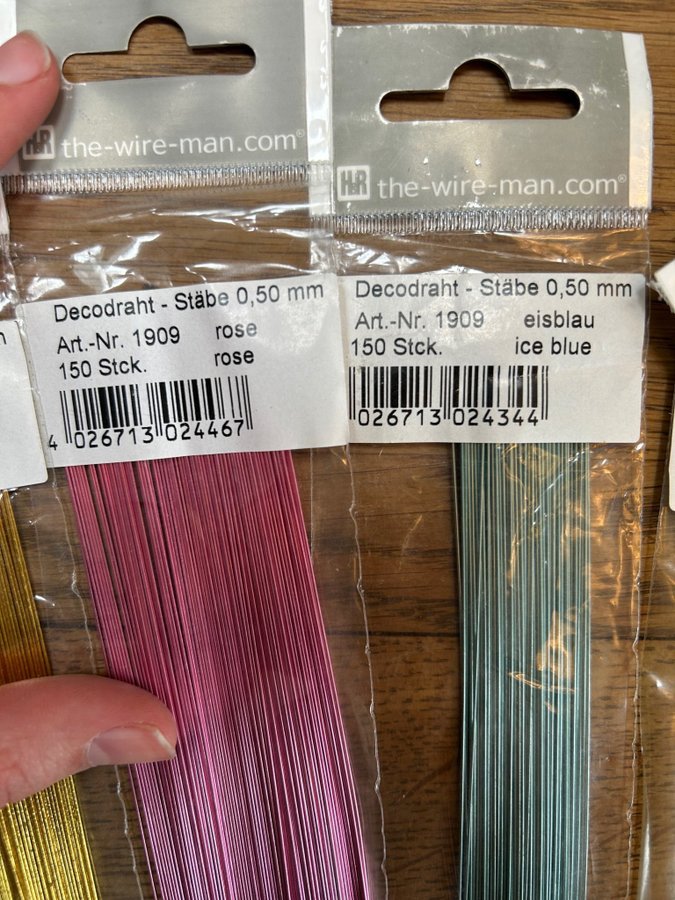 H&R the-wire-man.com®
Decodraht - Stäbe 0,50 mm
Art.-Nr. 1909 rose
150 Stck. rose
4 026713 024467
H&R the-wire-man.com®
Decodraht - Stäbe 0,50 mm
Art.-Nr. 1909 eisblau
150 Stck. ice blue
026713 024344